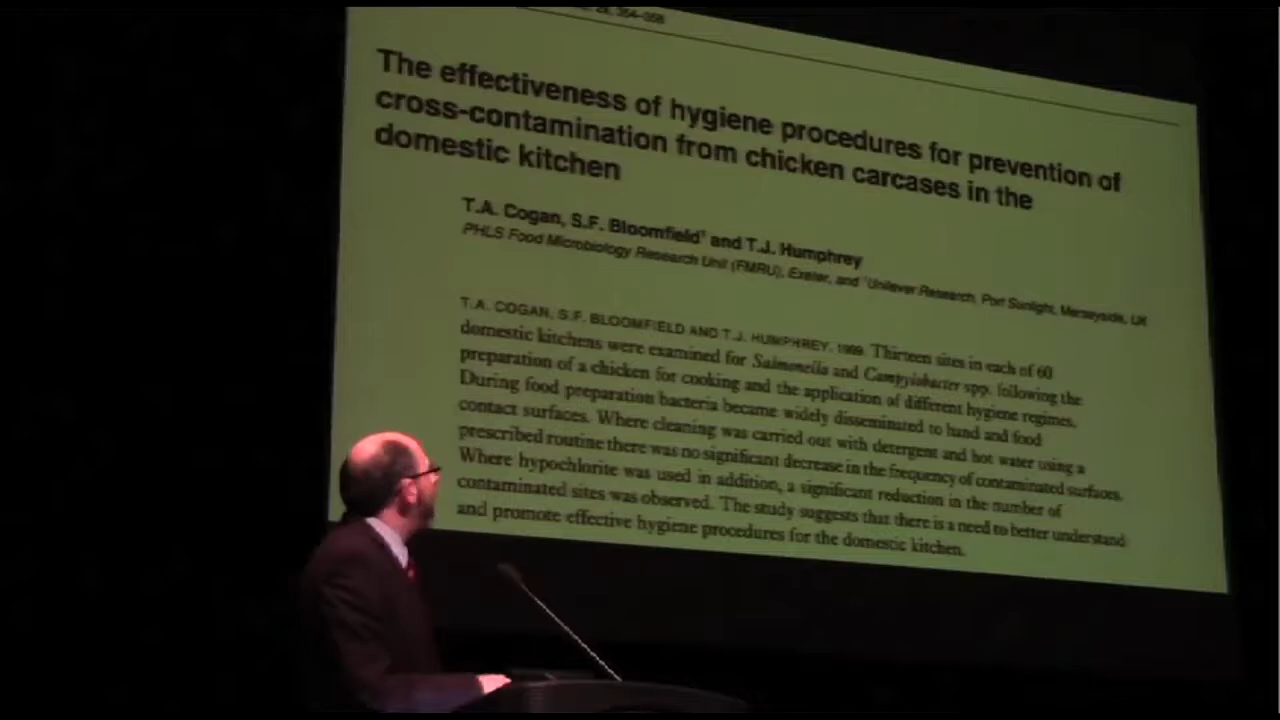 354–358
The effectiveness of hygiene procedures for prevention of
cross-contamination from chicken carcases in the
domestic kitchen
T.A. Cogan, S.F. Bloomfield¹ and T.J. Humphrey
PHLS Food Microbiology Research Unit (FMRU), Exeter, and ¹Unilever Research, Port Sunlight, Merseyside, UK
T.A. COGAN, S.F. BLOOMFIELD AND T.J. HUMPHREY. 1999. Thirteen sites in each of 60
domestic kitchens were examined for Salmonella and Campylobacter spp. following the
preparation of a chicken for cooking and the application of different hygiene regimes.
During food preparation bacteria became widely disseminated to hand and food
contact surfaces. Where cleaning was carried out with detergent and hot water using a
prescribed routine there was no significant decrease in the frequency of contaminated surfaces.
Where hypochlorite was used in addition, a significant reduction in the number of
contaminated sites was observed. The study suggests that there is a need to better understand
and promote effective hygiene procedures for the domestic kitchen.